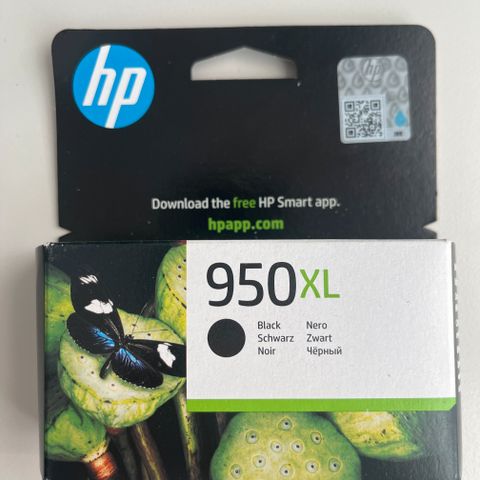 hp
Download the free HP Smart app.
hpapp.com
950XL
Black Nero
Schwarz Zwart
Noir Чёрный